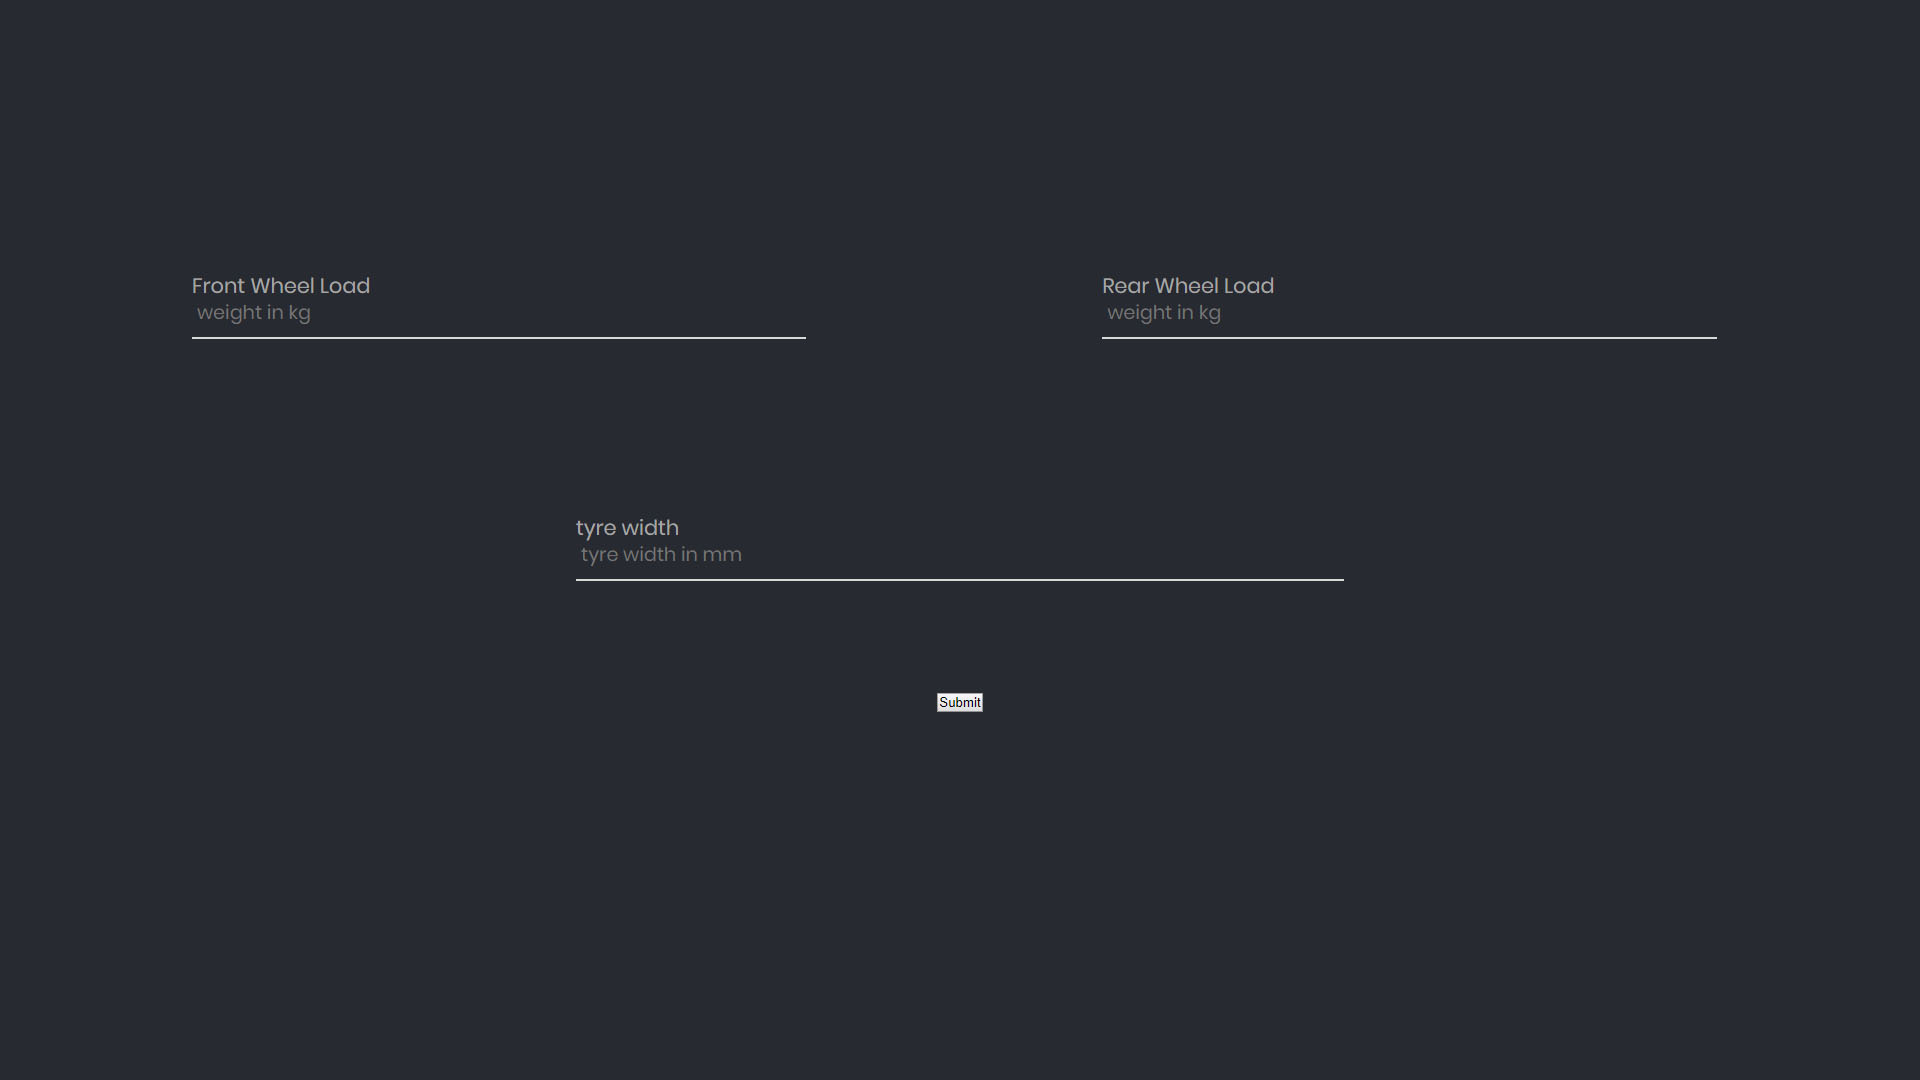 Front Wheel Load
weight in kg
Rear Wheel Load
weight in kg
tyre width
tyre width in mm
Submit